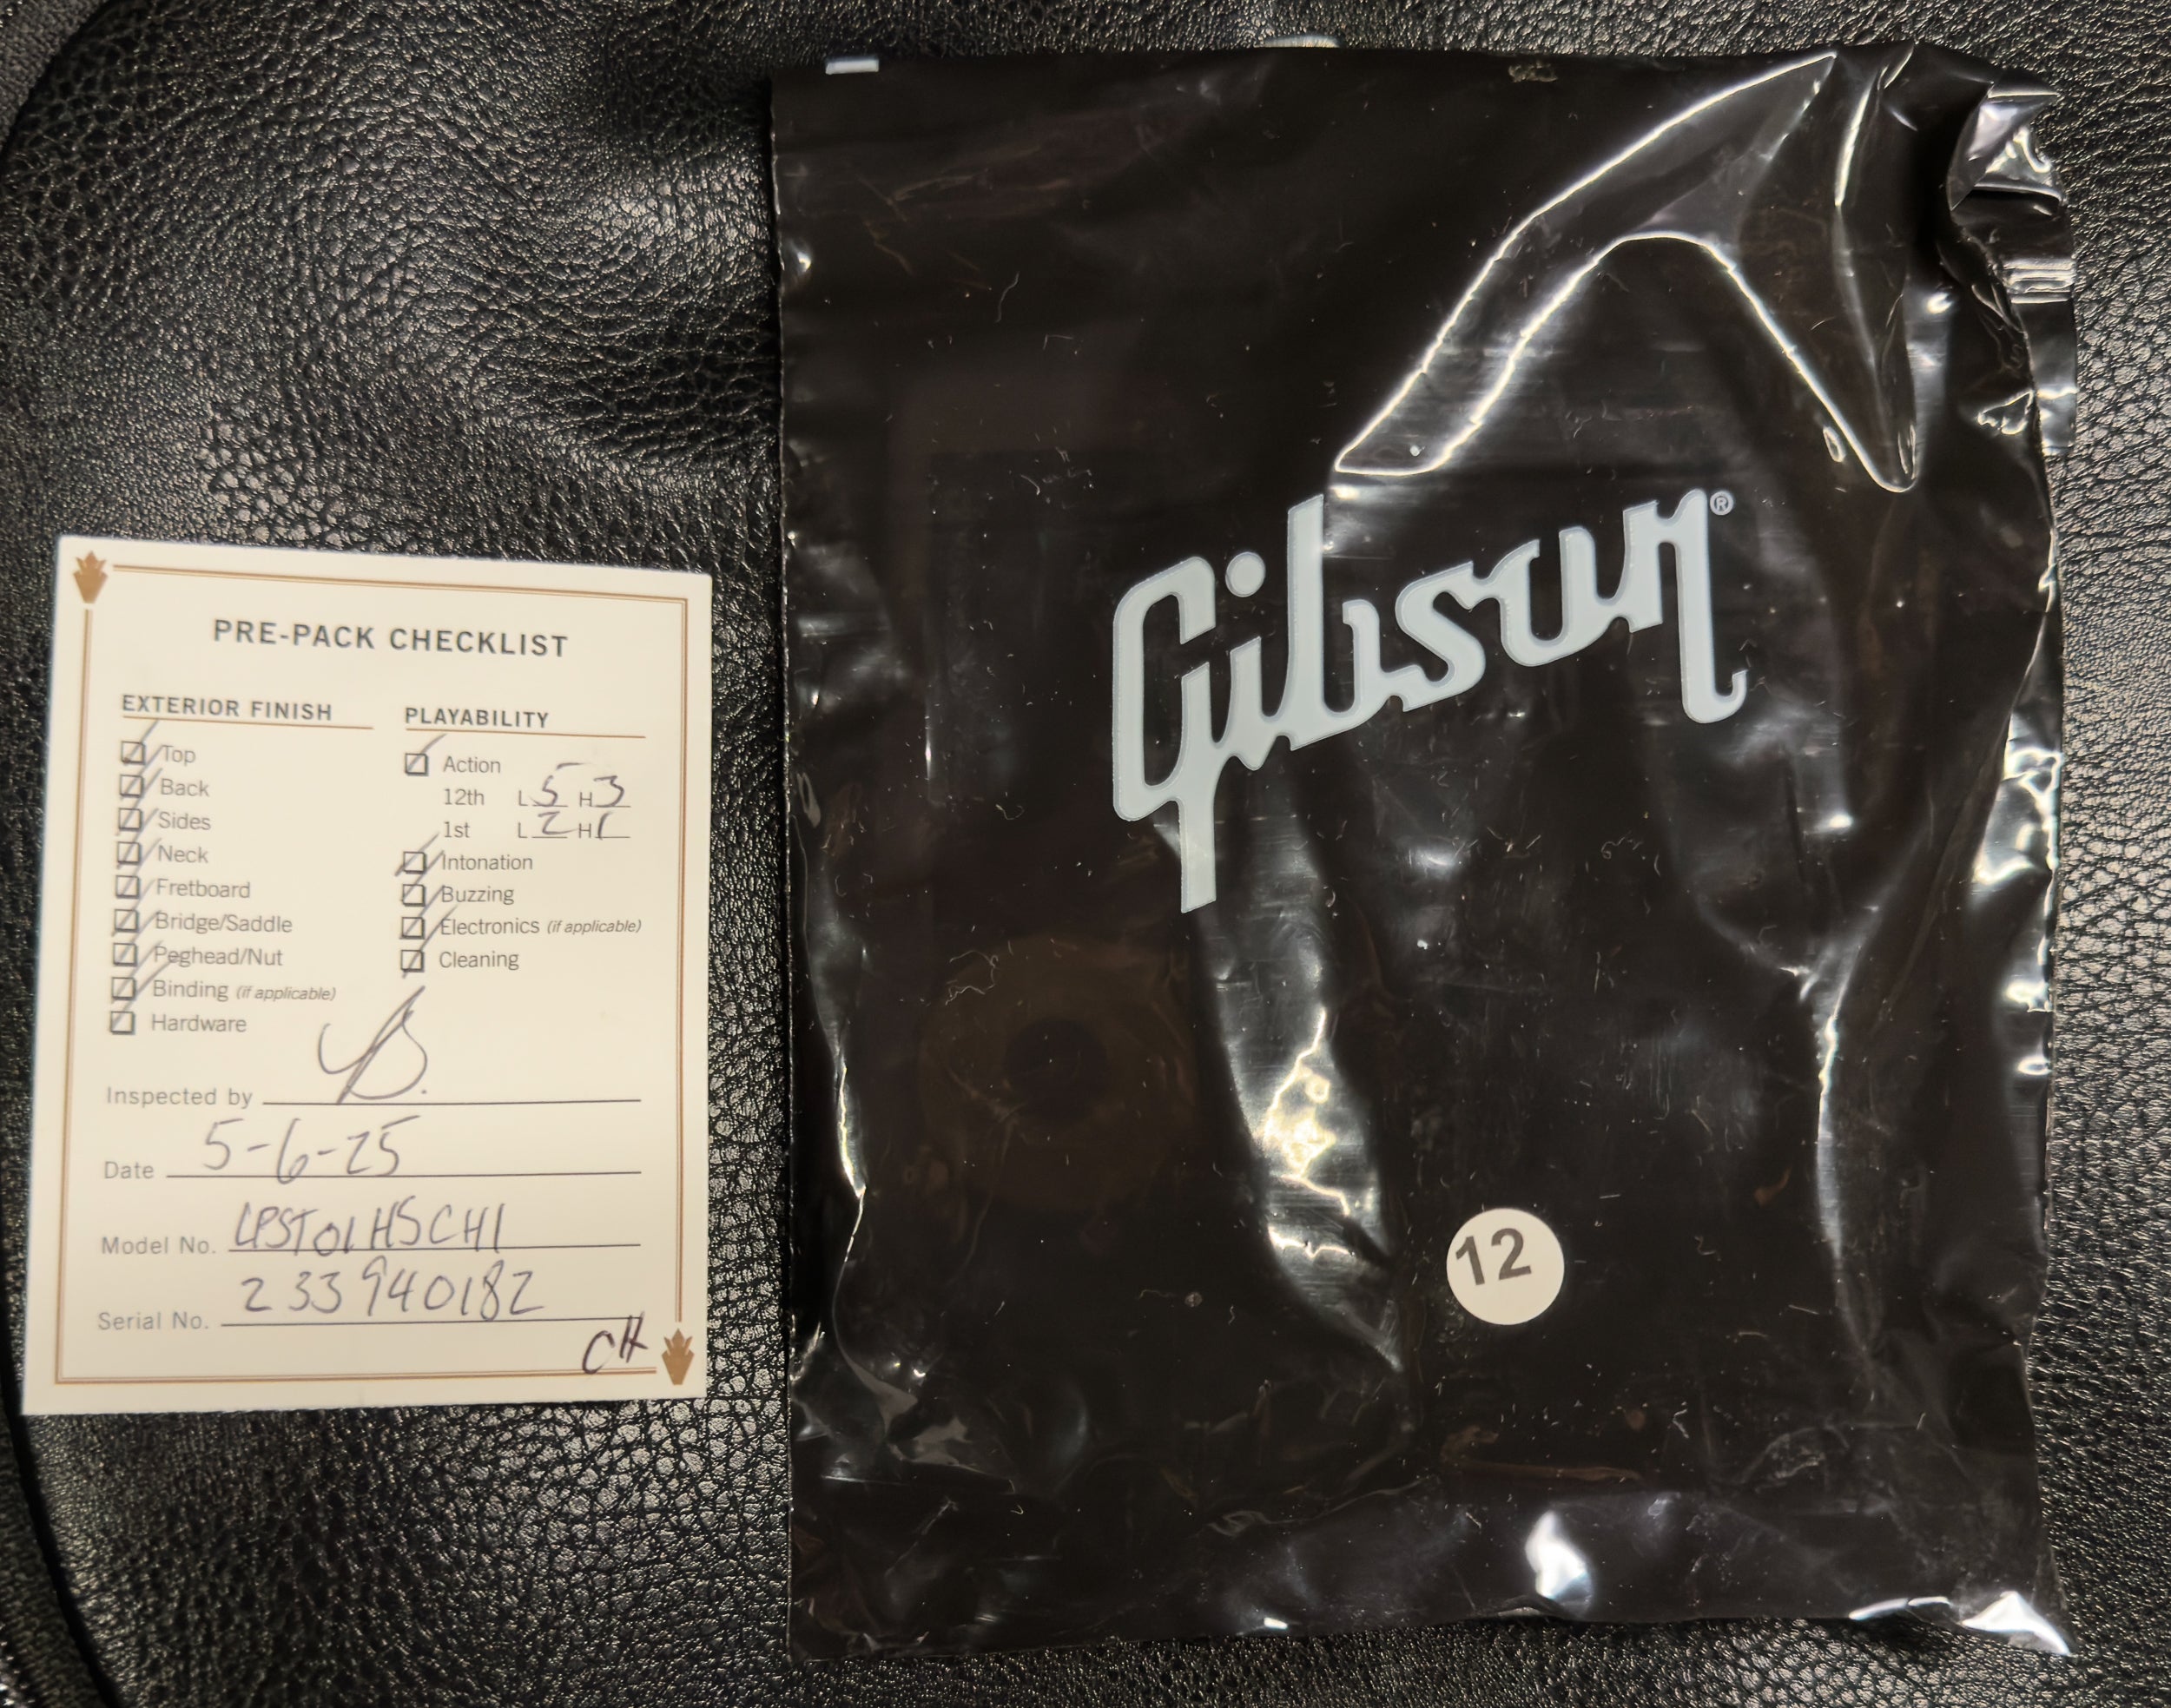 PRE-PACK CHECKLIST
EXTERIOR FINISH
Top
Back
Sides
Neck
Fretboard
Bridge/Saddle
Peghead/Nut
Binding (if applicable)
Hardware
PLAYABILITY
Action
12th L 5 H 3
1st L 2 H 1
Intonation
Buzzing
Electronics (if applicable)
Cleaning
Inspected by
Date 5-6-25
Model No. LPST01HSCH1
Serial No. 233940182
CH
Gibson®
12